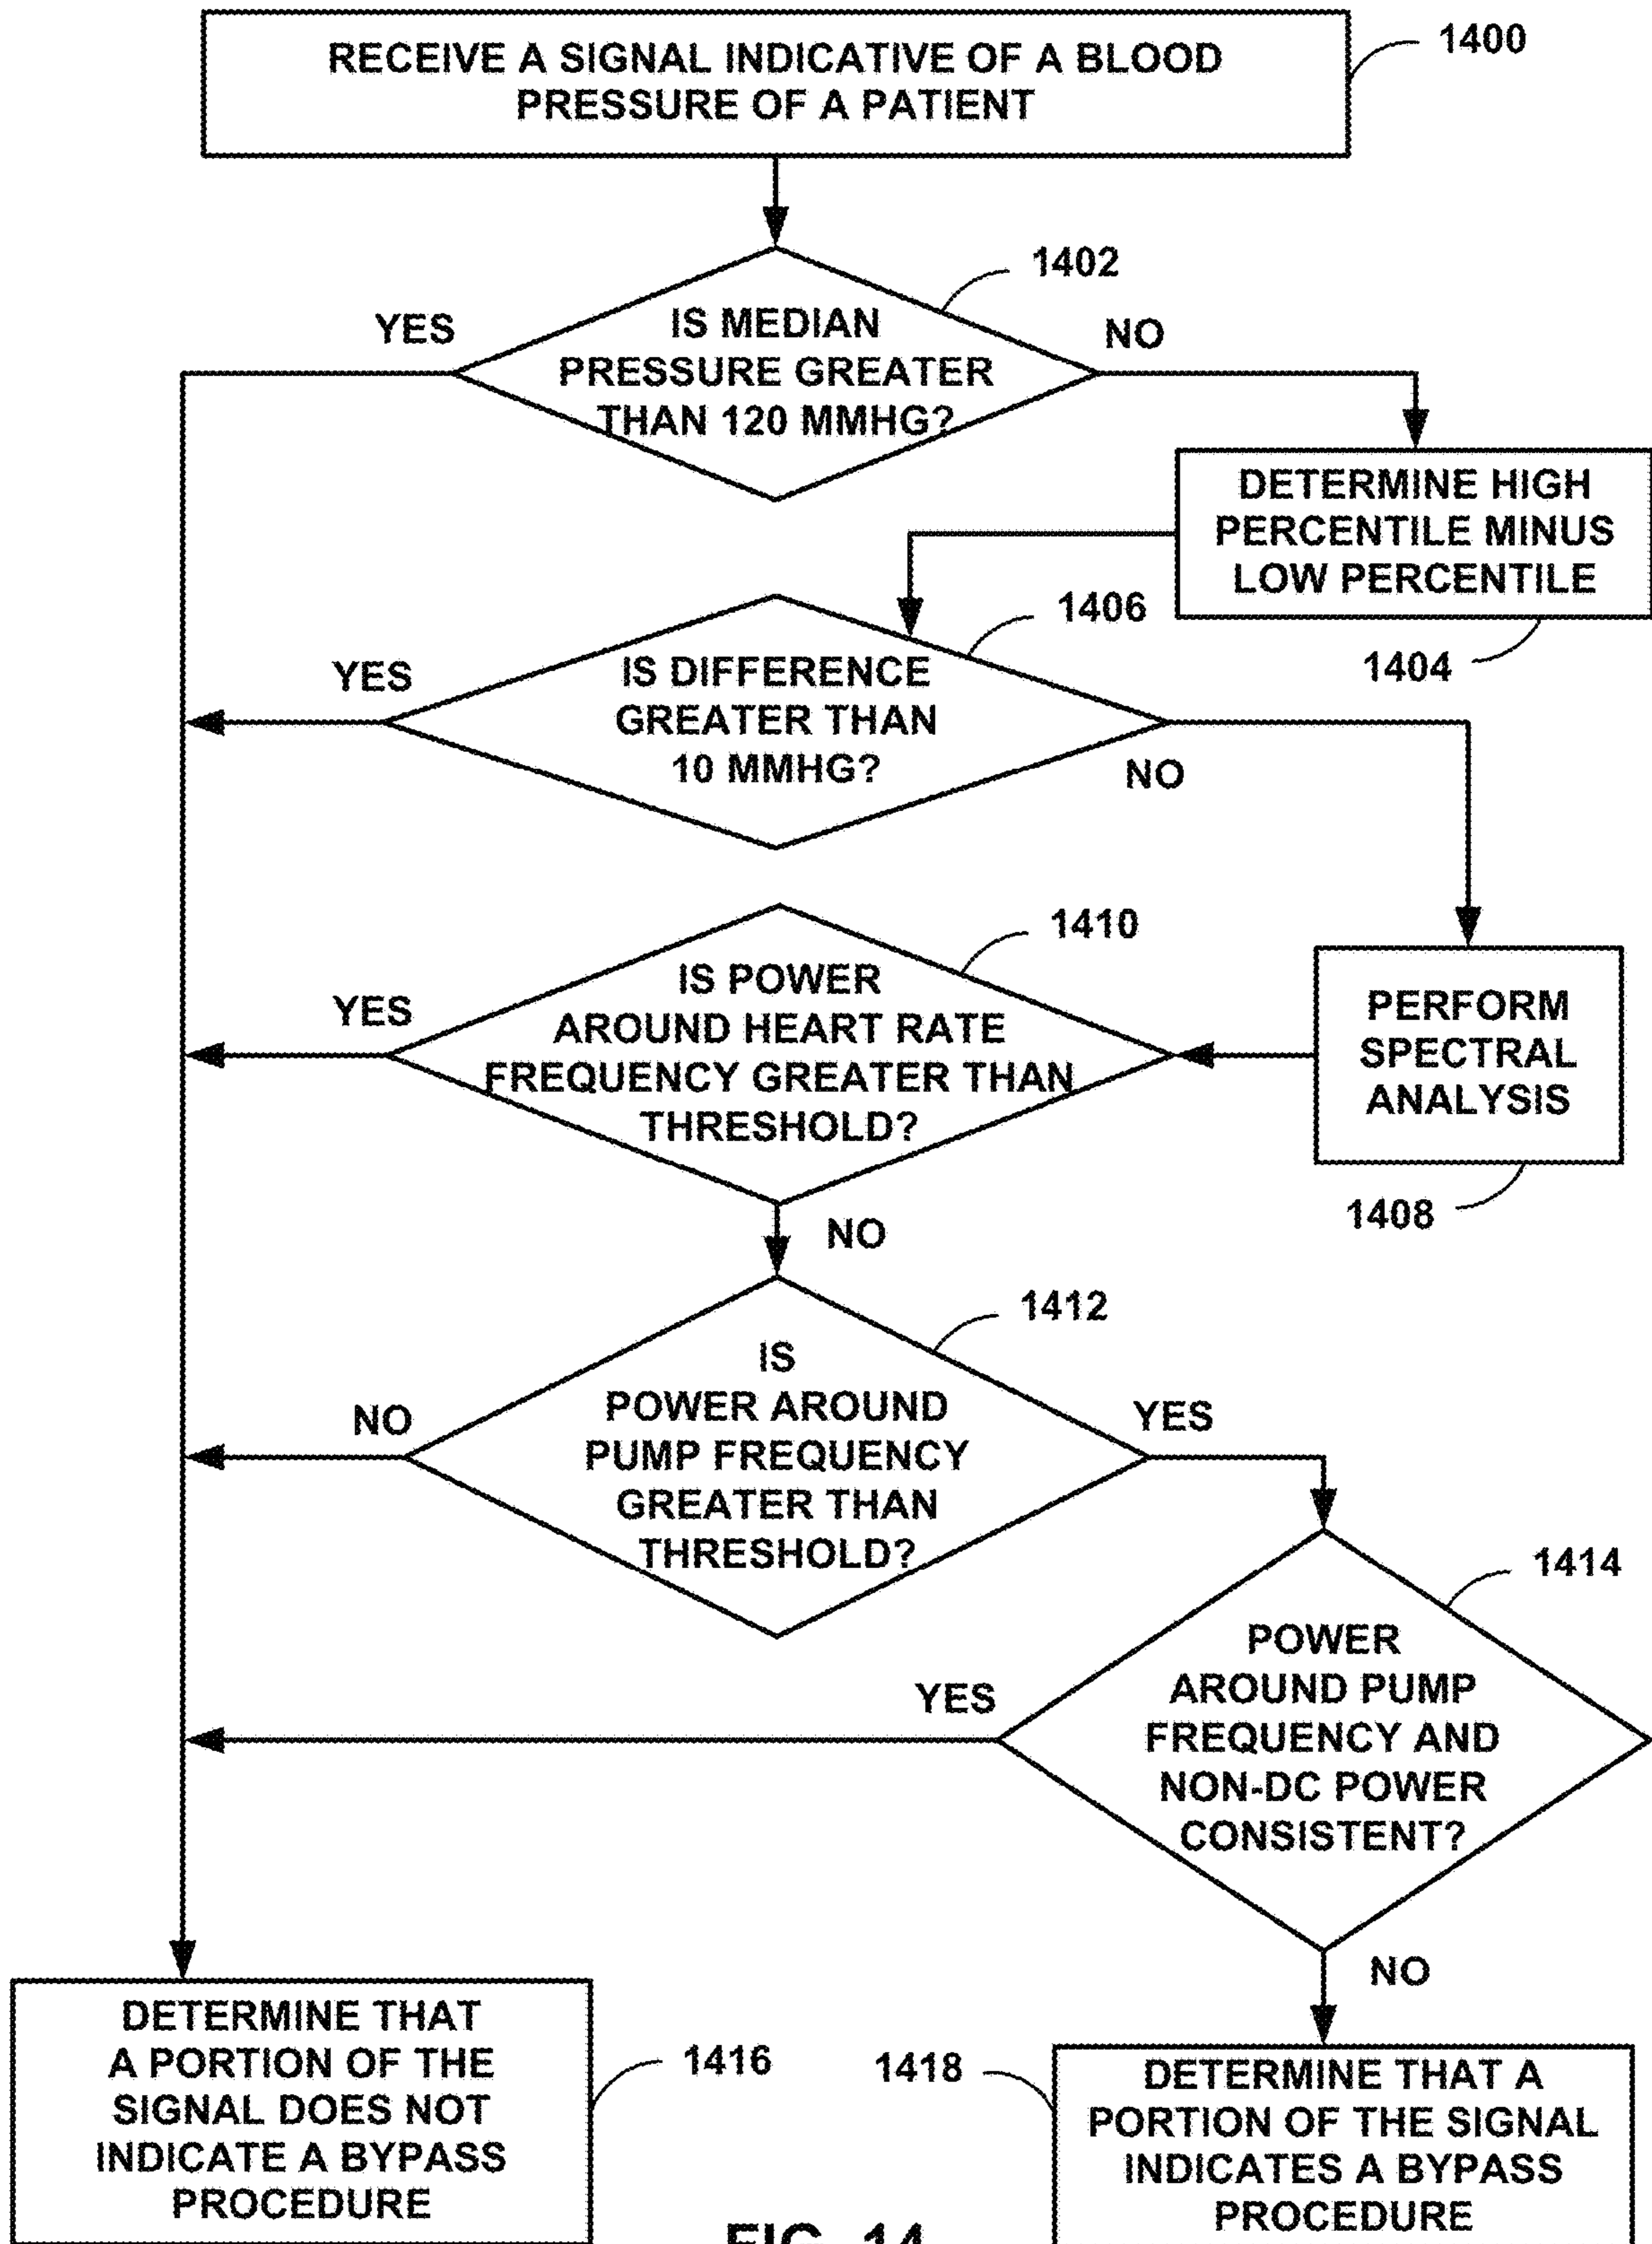 RECEIVE A SIGNAL INDICATIVE OF A BLOOD
PRESSURE OF A PATIENT
1400
1402
YES
IS MEDIAN
PRESSURE GREATER
THAN 120 MMHG?
NO
DETERMINE HIGH
PERCENTILE MINUS
LOW PERCENTILE
1404
1406
YES
IS DIFFERENCE
GREATER THAN
10 MMHG?
NO
1410
YES
IS POWER
AROUND HEART RATE
FREQUENCY GREATER THAN
THRESHOLD?
PERFORM
SPECTRAL
ANALYSIS
1408
NO
1412
NO
IS
POWER AROUND
PUMP FREQUENCY
GREATER THAN
THRESHOLD?
YES
1414
YES
POWER
AROUND PUMP
FREQUENCY AND
NON-DC POWER
CONSISTENT?
NO
DETERMINE THAT
A PORTION OF THE
SIGNAL DOES NOT
INDICATE A BYPASS
PROCEDURE
1416
1418
DETERMINE THAT A
PORTION OF THE SIGNAL
INDICATES A BYPASS
PROCEDURE
FIG. 14